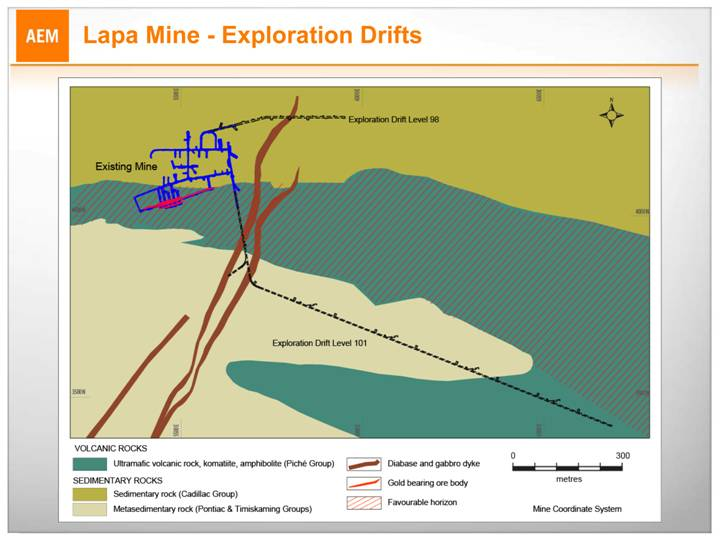 AEM
Lapa Mine - Exploration Drifts
Exploration Drift Level 98
N
Existing Mine
4000N
Exploration Drift Level 101
3500N
VOLCANIC ROCKS
Ultramafic volcanic rock, komatiite, amphibolite (Piché Group)
SEDIMENTARY ROCKS
Sedimentary rock (Cadillac Group)
Metasedimentary rock (Pontiac & Timiskaming Groups)
Diabase and gabbro dyke
Gold bearing ore body
Favourable horizon
0
300
metres
Mine Coordinate System